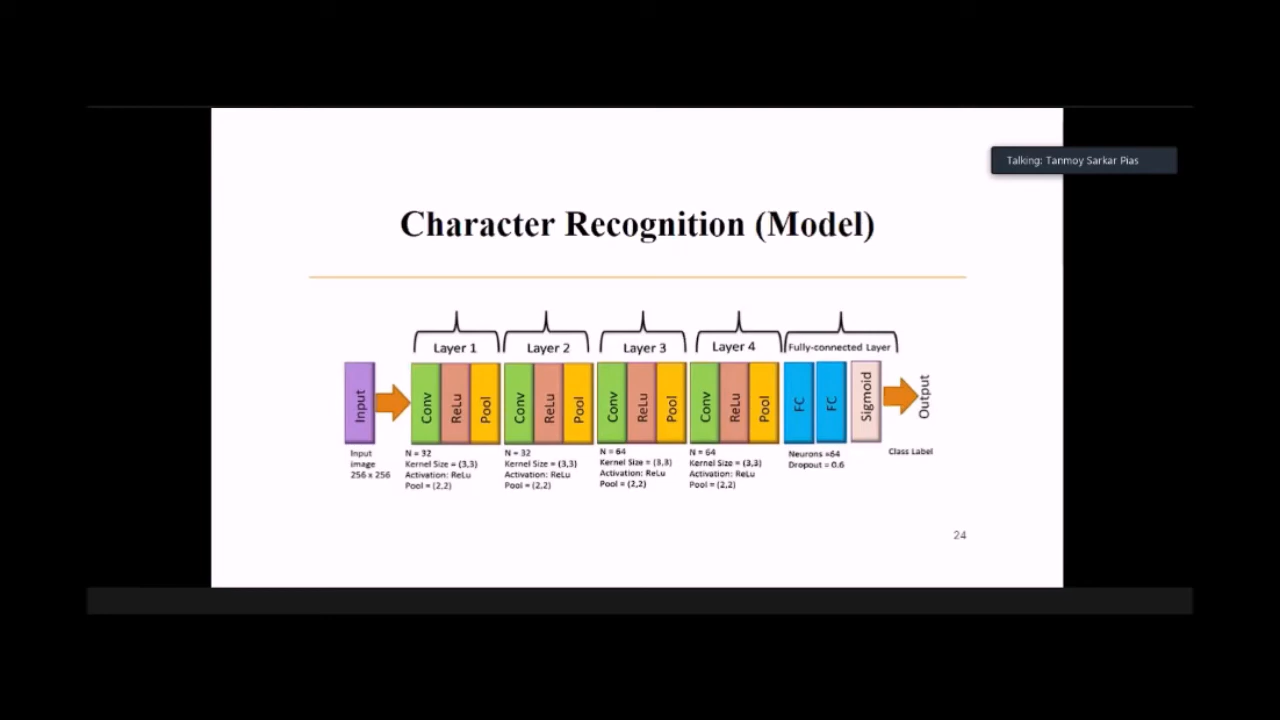 Talking: Tanmoy Sarkar Pias
Character Recognition (Model)
Layer 1
Layer 2
Layer 3
Layer 4
Fully-connected Layer
Input
Conv
ReLu
Pool
Conv
ReLu
Pool
Conv
ReLu
Pool
Conv
ReLu
Pool
FC
FC
Sigmoid
Output
Input
image
256 x 256
N = 32
Kernel Size = (3,3)
Activation: ReLu
Pool = (2,2)
N = 32
Kernel Size = (3,3)
Activation: ReLu
Pool = (2,2)
N = 64
Kernel Size = (3,3)
Activation: ReLu
Pool = (2,2)
N = 64
Kernel Size = (3,3)
Activation: ReLu
Pool = (2,2)
Neurons =64
Dropout = 0.6
Class Label
24